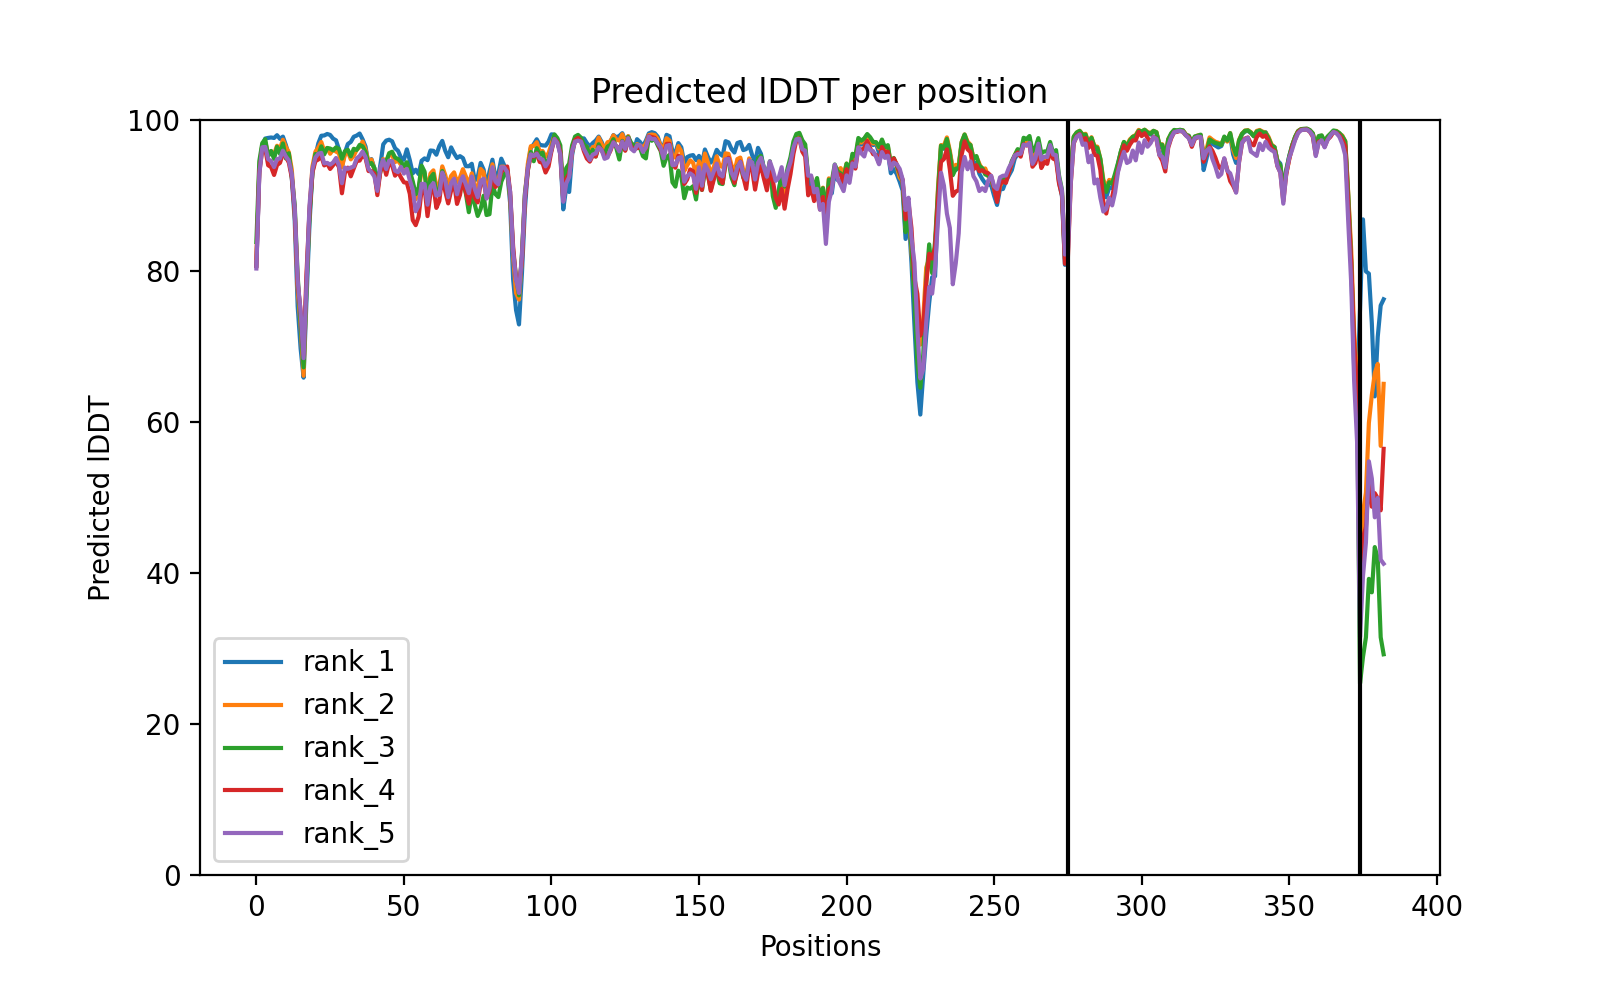 Predicted lDDT per position
100
80
60
40
20
0
Predicted lDDT
rank_1
rank_2
rank_3
rank_4
rank_5
0 50 100 150 200 250 300 350 400
Positions